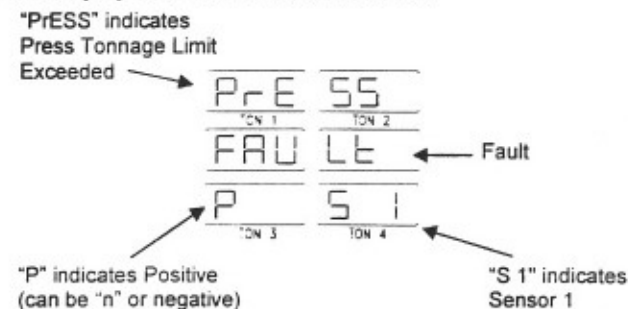 "PrESS" indicates
Press Tonnage Limit
Exceeded
PrE SS
TON 1 TON 2
FAU Lt
Fault
P S 1
TON 3 TON 4
"P" indicates Positive
(can be "n" or negative)
"S 1" indicates
Sensor 1